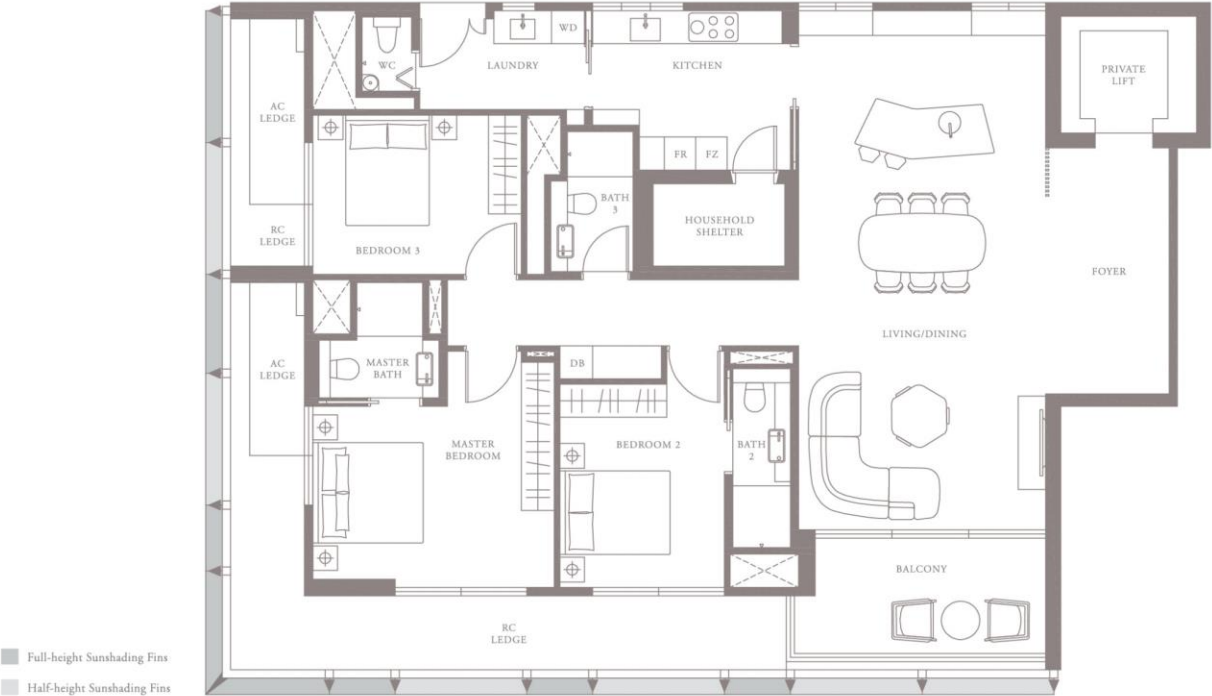 WD
WC
LAUNDRY
KITCHEN
PRIVATE
LIFT
AC
LEDGE
FR
FZ
BATH
3
HOUSEHOLD
SHELTER
RC
LEDGE
BEDROOM 3
FOYER
LIVING/DINING
AC
LEDGE
MASTER
BATH
DB
MASTER
BEDROOM
BEDROOM 2
BATH
2
BALCONY
RC
LEDGE
Full-height Sunshading Fins
Half-height Sunshading Fins